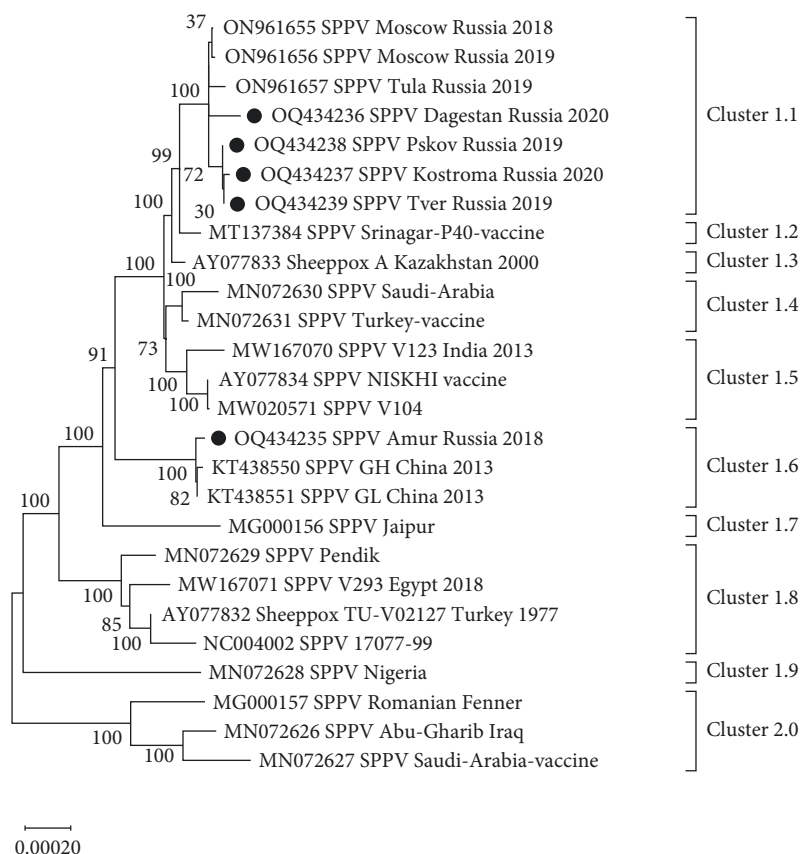 37
ON961655 SPPV Moscow Russia 2018
ON961656 SPPV Moscow Russia 2019
ON961657 SPPV Tula Russia 2019
100
OQ434236 SPPV Dagestan Russia 2020
Cluster 1.1
OQ434238 SPPV Pskov Russia 2019
99
72
OQ434237 SPPV Kostroma Russia 2020
30
OQ434239 SPPV Tver Russia 2019
100
MT137384 SPPV Srinagar-P40-vaccine
Cluster 1.2
100
AY077833 Sheeppox A Kazakhstan 2000
Cluster 1.3
100
MN072630 SPPV Saudi-Arabia
Cluster 1.4
MN072631 SPPV Turkey-vaccine
91
73
MW167070 SPPV V123 India 2013
100
AY077834 SPPV NISKHI vaccine
Cluster 1.5
100
MW020571 SPPV V104
100
OQ434235 SPPV Amur Russia 2018
100
KT438550 SPPV GH China 2013
Cluster 1.6
82
KT438551 SPPV GL China 2013
100
MG000156 SPPV Jaipur
Cluster 1.7
MN072629 SPPV Pendik
100
MW167071 SPPV V293 Egypt 2018
Cluster 1.8
85
AY077832 Sheeppox TU-V02127 Turkey 1977
100
NC004002 SPPV 17077-99
MN072628 SPPV Nigeria
Cluster 1.9
MG000157 SPPV Romanian Fenner
100
MN072626 SPPV Abu-Gharib Iraq
Cluster 2.0
100
MN072627 SPPV Saudi-Arabia-vaccine
0.00020